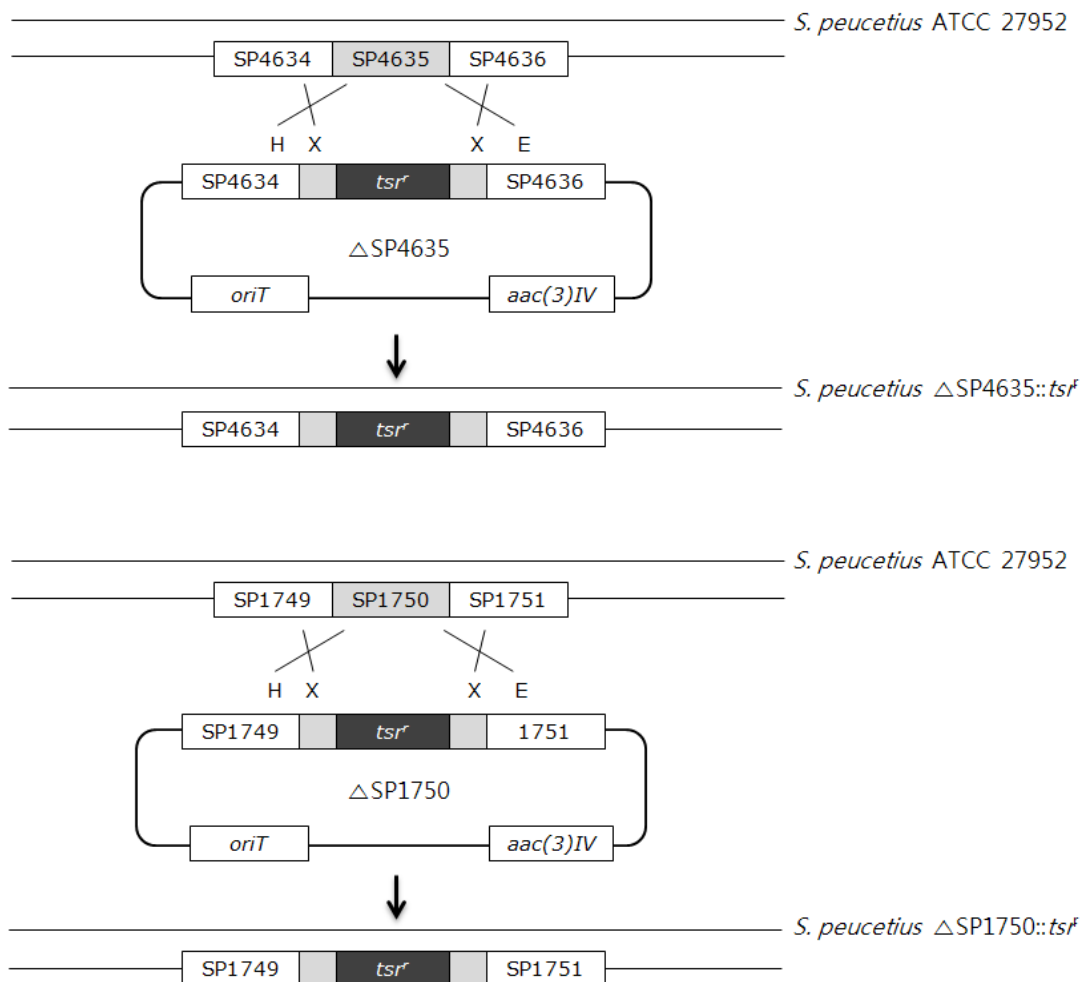 S. peucetius ATCC 27952
SP4634 SP4635 SP4636
H X X E
SP4634 tsrʳ SP4636
△SP4635
oriT aac(3)IV
S. peucetius △SP4635::tsrʳ
SP4634 tsrʳ SP4636
S. peucetius ATCC 27952
SP1749 SP1750 SP1751
H X X E
SP1749 tsrʳ 1751
△SP1750
oriT aac(3)IV
S. peucetius △SP1750::tsrʳ
SP1749 tsrʳ SP1751